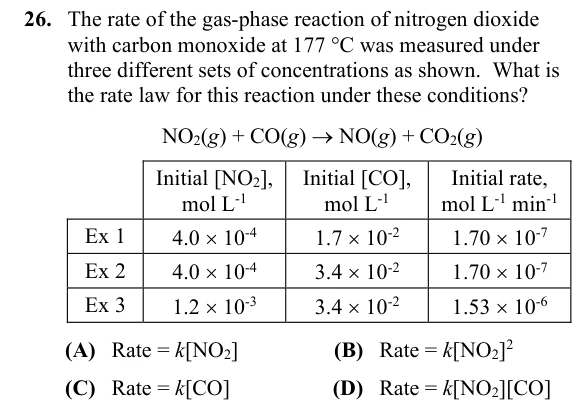 26. The rate of the gas-phase reaction of nitrogen dioxide
with carbon monoxide at 177 °C was measured under
three different sets of concentrations as shown.  What is
the rate law for this reaction under these conditions?
NO₂(g) + CO(g) → NO(g) + CO₂(g)
Initial [NO₂], mol L⁻¹ Initial [CO], mol L⁻¹ Initial rate, mol L⁻¹ min⁻¹
Ex 1 4.0 × 10⁻⁴ 1.7 × 10⁻² 1.70 × 10⁻⁷
Ex 2 4.0 × 10⁻⁴ 3.4 × 10⁻² 1.70 × 10⁻⁷
Ex 3 1.2 × 10⁻³ 3.4 × 10⁻² 1.53 × 10⁻⁶
(A) Rate = k[NO₂] (B) Rate = k[NO₂]²
(C) Rate = k[CO] (D) Rate = k[NO₂][CO]